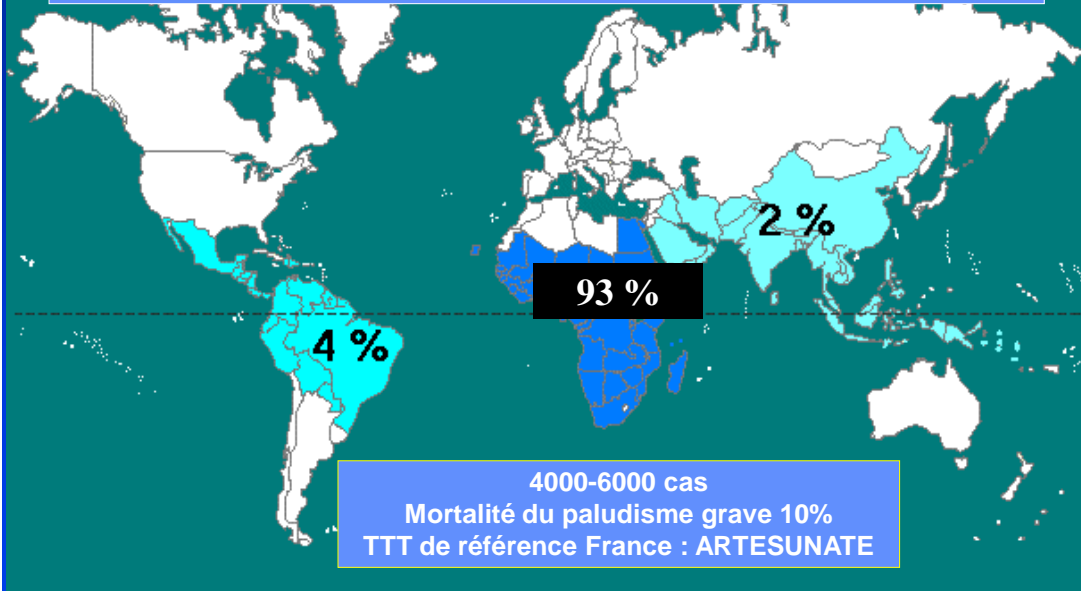 2 %
93 %
4 %
4000-6000 cas
Mortalité du paludisme grave 10%
TTT de référence France : ARTESUNATE